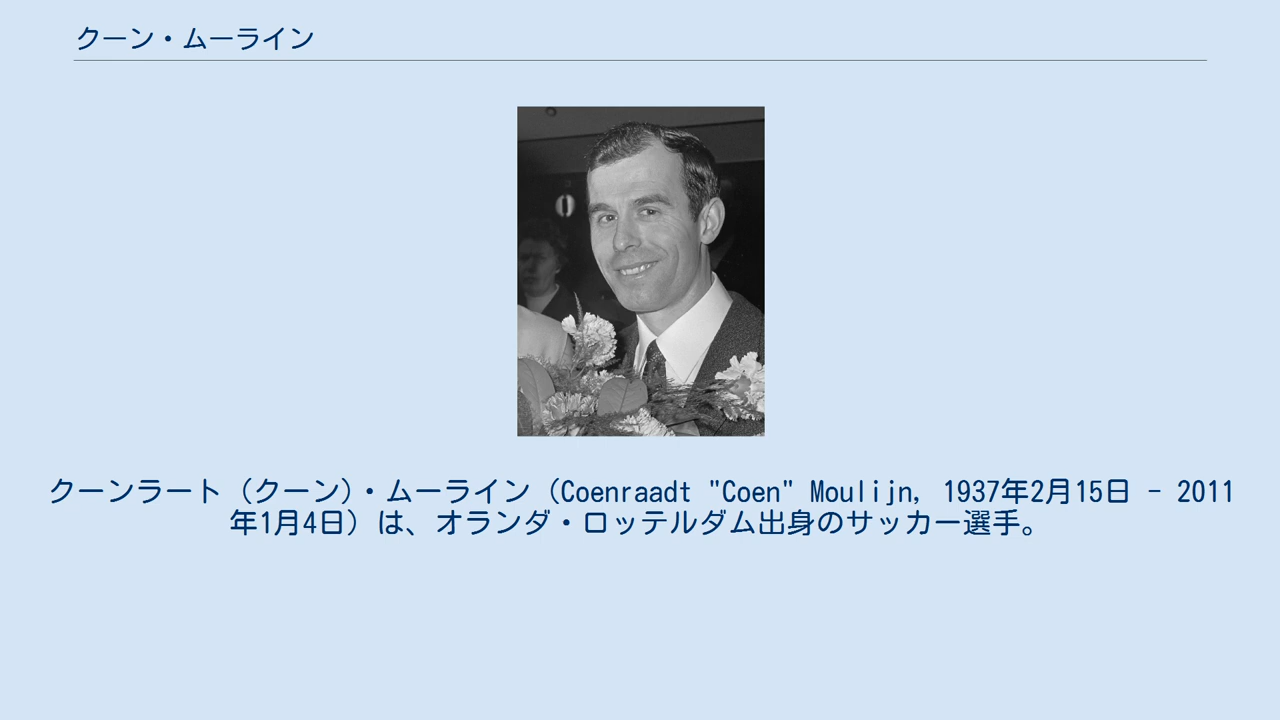 クーン・ムーライン
クーンラート（クーン）・ムーライン（Coenraadt "Coen" Moulijn, 1937年2月15日 - 2011
年1月4日）は、オランダ・ロッテルダム出身のサッカー選手。